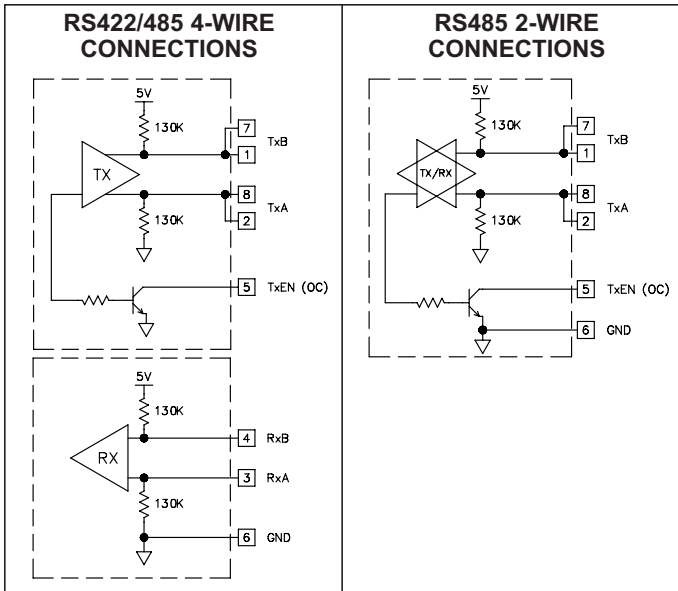 RS422/485 4-WIRE
CONNECTIONS
5V
130K
7
TxB
1
TX
8
TxA
2
130K
5 TxEN (OC)
5V
130K
4 RxB
RX
3 RxA
130K
6 GND
RS485 2-WIRE
CONNECTIONS
5V
130K
7
TxB
1
TX/RX
8
TxA
2
130K
5 TxEN (OC)
6 GND